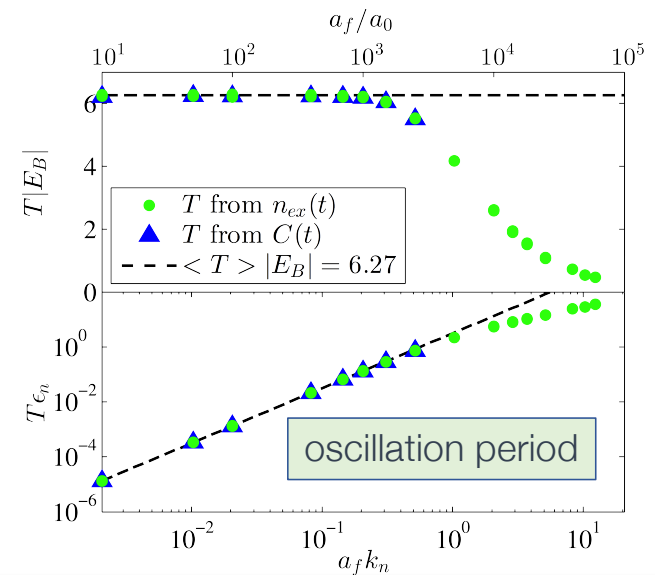 a_f/a_0
10^1 10^2 10^3 10^4 10^5
T|E_B|
6
4
2
0
T from n_{ex}(t)
T from C(t)
< T > |E_B| = 6.27
Tϵ_n
10^0
10^{-2}
10^{-4}
10^{-6}
oscillation period
10^{-2} 10^{-1} 10^0 10^1
a_f k_n